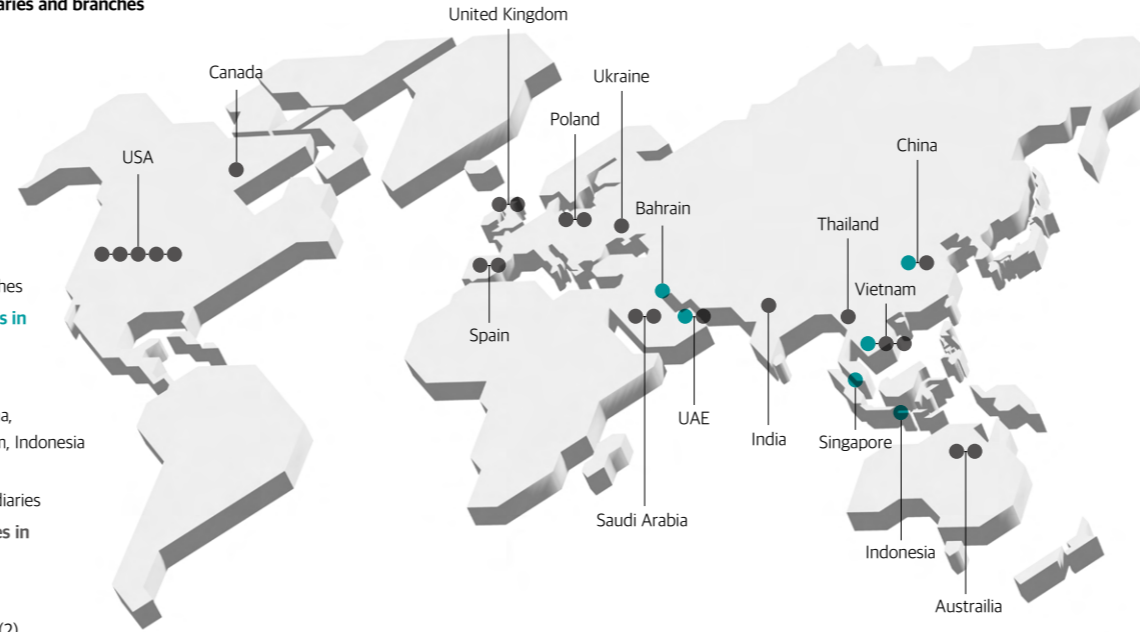 aries and branches
United Kingdom
Canada
Ukraine
Poland
USA
China
Bahrain
Thailand
hes
Vietnam
s in
Spain
a,
UAE
n, Indonesia
India
Singapore
diaries
Saudi Arabia
es in
Indonesia
Austrailia
(2)